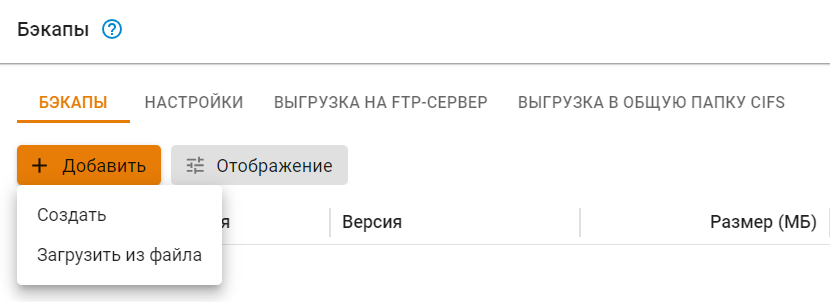 Бэкапы ?
БЭКАПЫ НАСТРОЙКИ ВЫГРУЗКА НА FTP-СЕРВЕР ВЫГРУЗКА В ОБЩУЮ ПАПКУ CIFS
+ Добавить Отображение
Создать
я Версия Размер (МБ)
Загрузить из файла